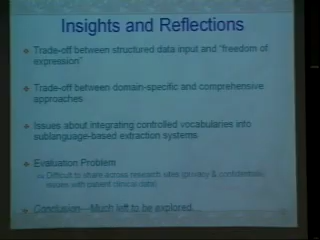 Insights and Reflections
Trade-off between structured data input and "freedom of
expression"
Trade-off between domain-specific and comprehensive
approaches
Issues about integrating controlled vocabularies into
sublanguage-based extraction systems
Evaluation Problem
Difficult to share across research sites (privacy & confidentiality
issues with patient clinical data)
Conclusion—Much left to be explored...